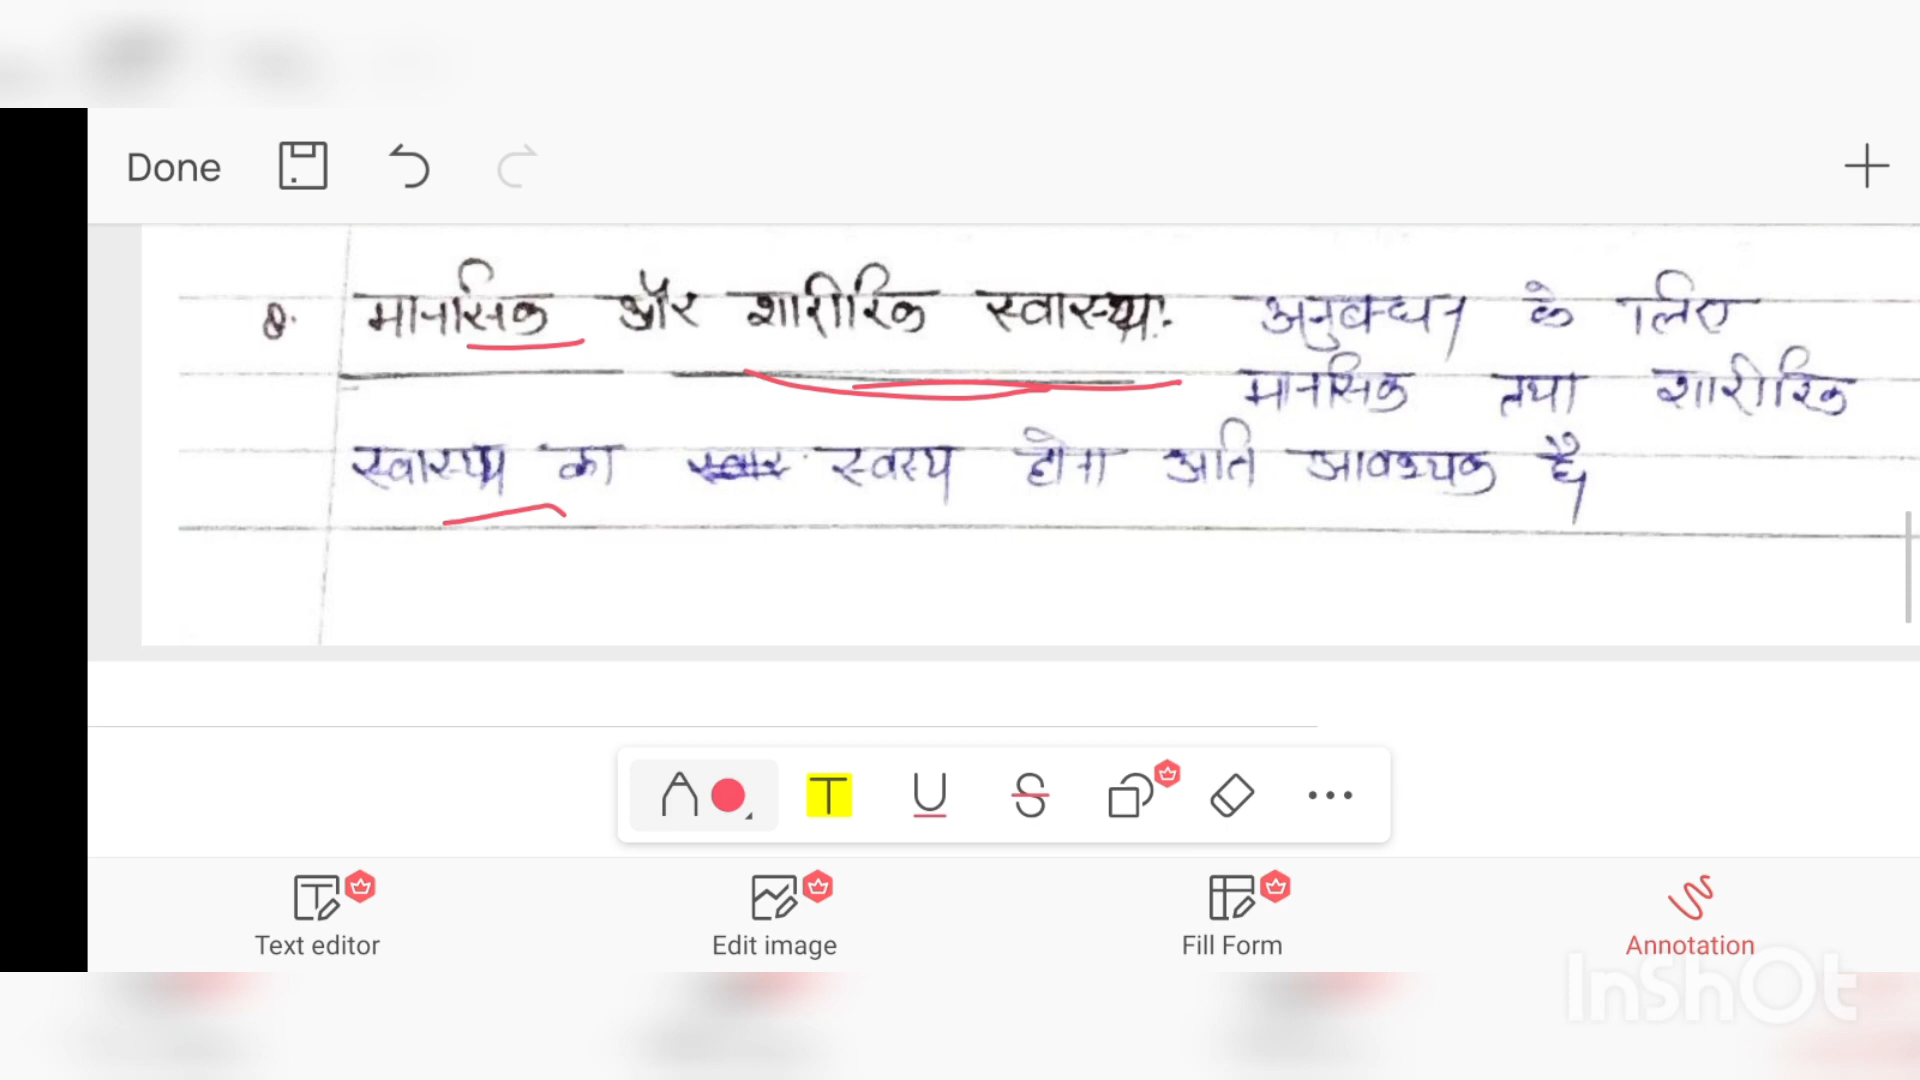 Done
8. मानसिक और शारीरिक स्वास्थ्य: अनुबन्धन के लिए
मानसिक तथा शारीरिक
स्वास्थ्य का स्वस्थ होना अति आवश्यक है
A T U S
Text editor Edit image Fill Form Annotation
InShOt